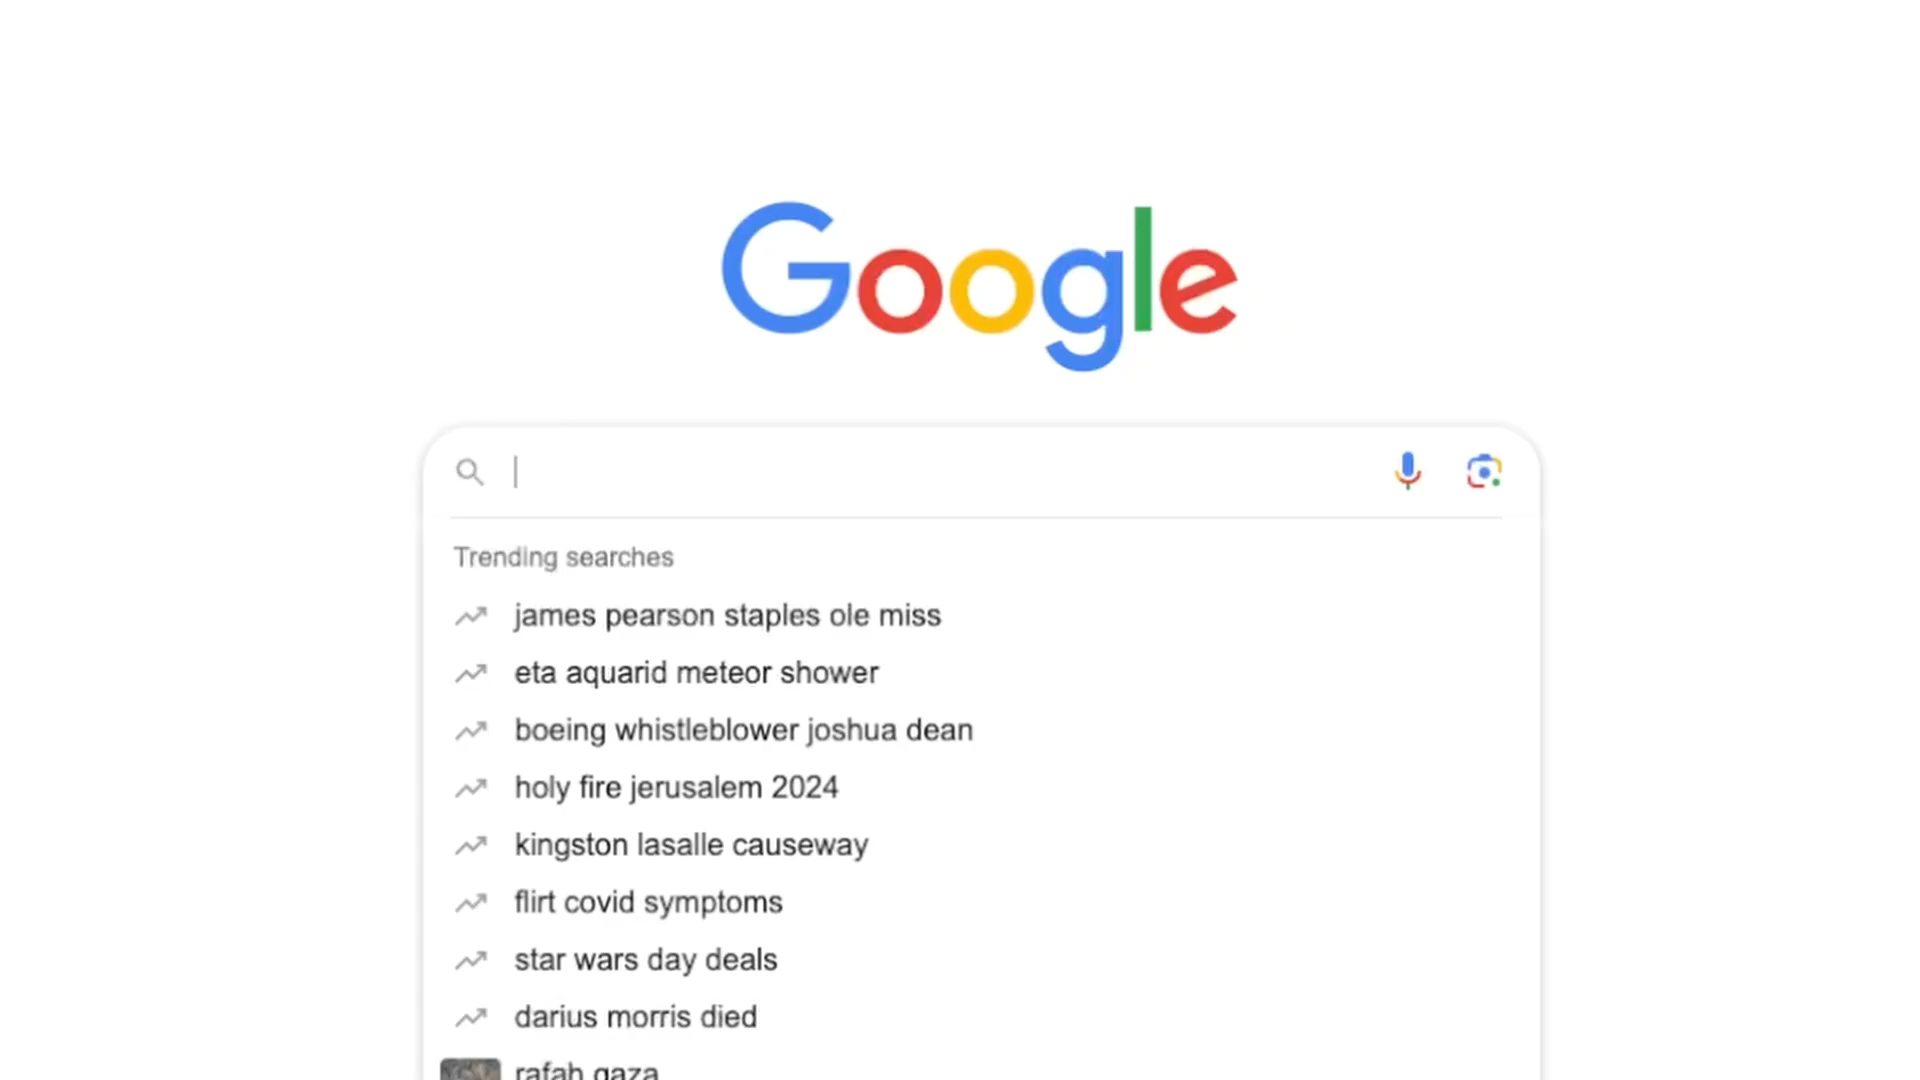 Google
Trending searches
james pearson staples ole miss
eta aquarid meteor shower
boeing whistleblower joshua dean
holy fire jerusalem 2024
kingston lasalle causeway
flirt covid symptoms
star wars day deals
darius morris died
rafah gaza